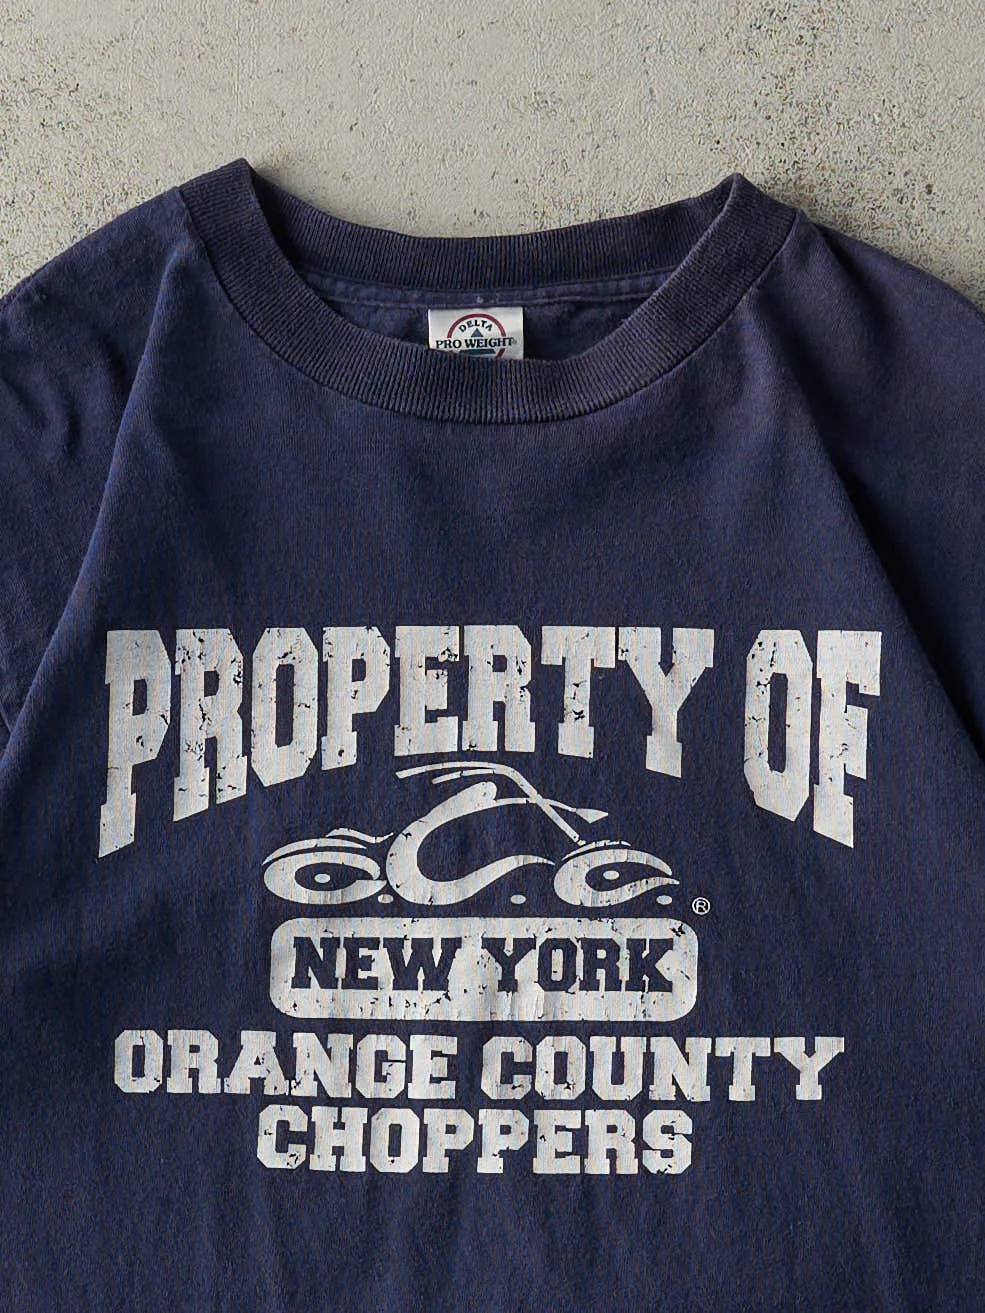 DELTA
PRO WEIGHT®
PROPERTY OF
®
NEW YORK
ORANGE COUNTY
CHOPPERS